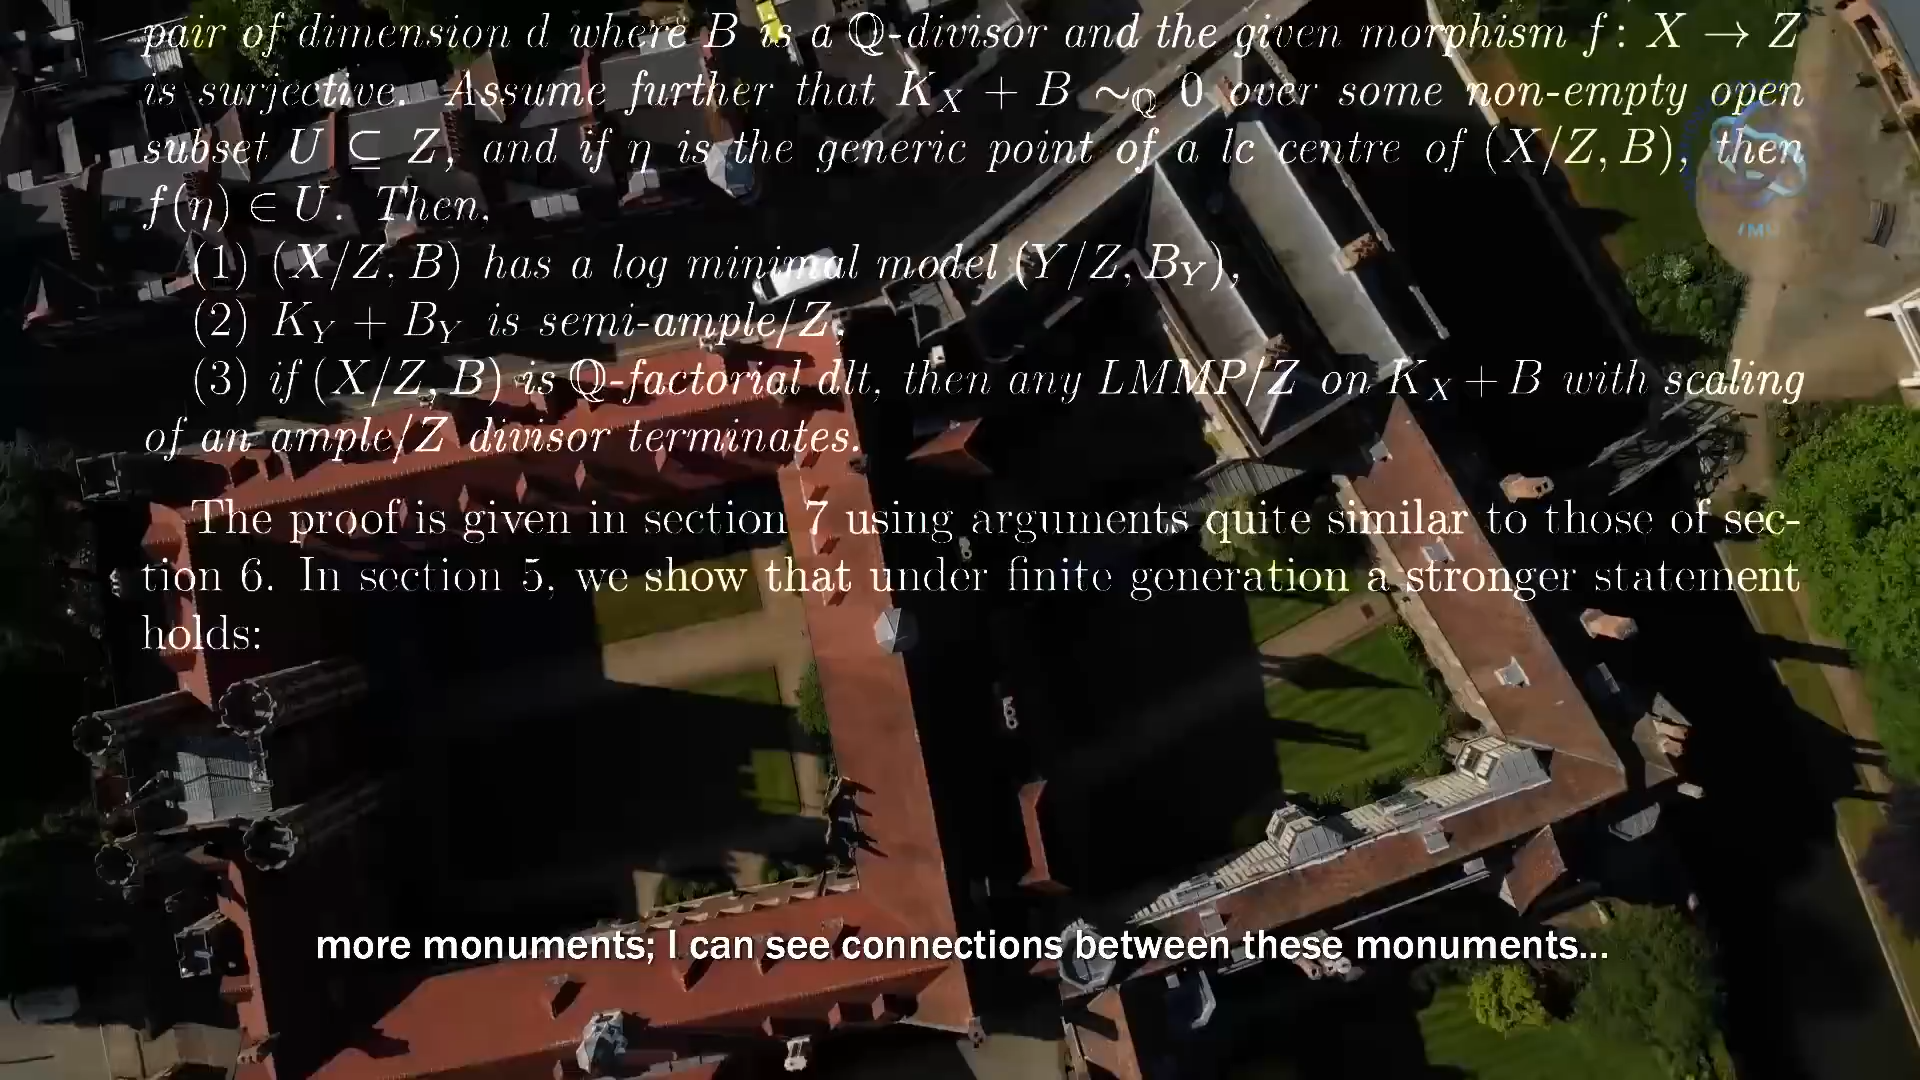 pair of dimension d where B is a ℚ-divisor and the given morphism f : X → Z
is surjective. Assume further that K_X + B ∼_ℚ 0 over some non-empty open
subset U ⊆ Z, and if η is the generic point of a lc centre of (X/Z, B), then
f(η) ∈ U. Then,
(1) (X/Z, B) has a log minimal model (Y/Z, B_Y),
(2) K_Y + B_Y is semi-ample/Z,
(3) if (X/Z, B) is ℚ-factorial dlt, then any LMMP/Z on K_X + B with scaling
of an ample/Z divisor terminates.
The proof is given in section 7 using arguments quite similar to those of sec-
tion 6. In section 5, we show that under finite generation a stronger statement
holds:
IMU
more monuments; I can see connections between these monuments...